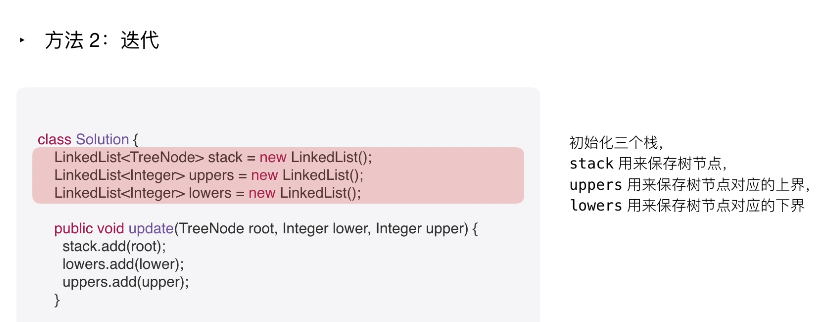 ‣ 方法 2：迭代
class Solution {
LinkedList<TreeNode> stack = new LinkedList();
LinkedList<Integer> uppers = new LinkedList();
LinkedList<Integer> lowers = new LinkedList();
public void update(TreeNode root, Integer lower, Integer upper) {
stack.add(root);
lowers.add(lower);
uppers.add(upper);
}
初始化三个栈，
stack 用来保存树节点，
uppers 用来保存树节点对应的上界，
lowers 用来保存树节点对应的下界